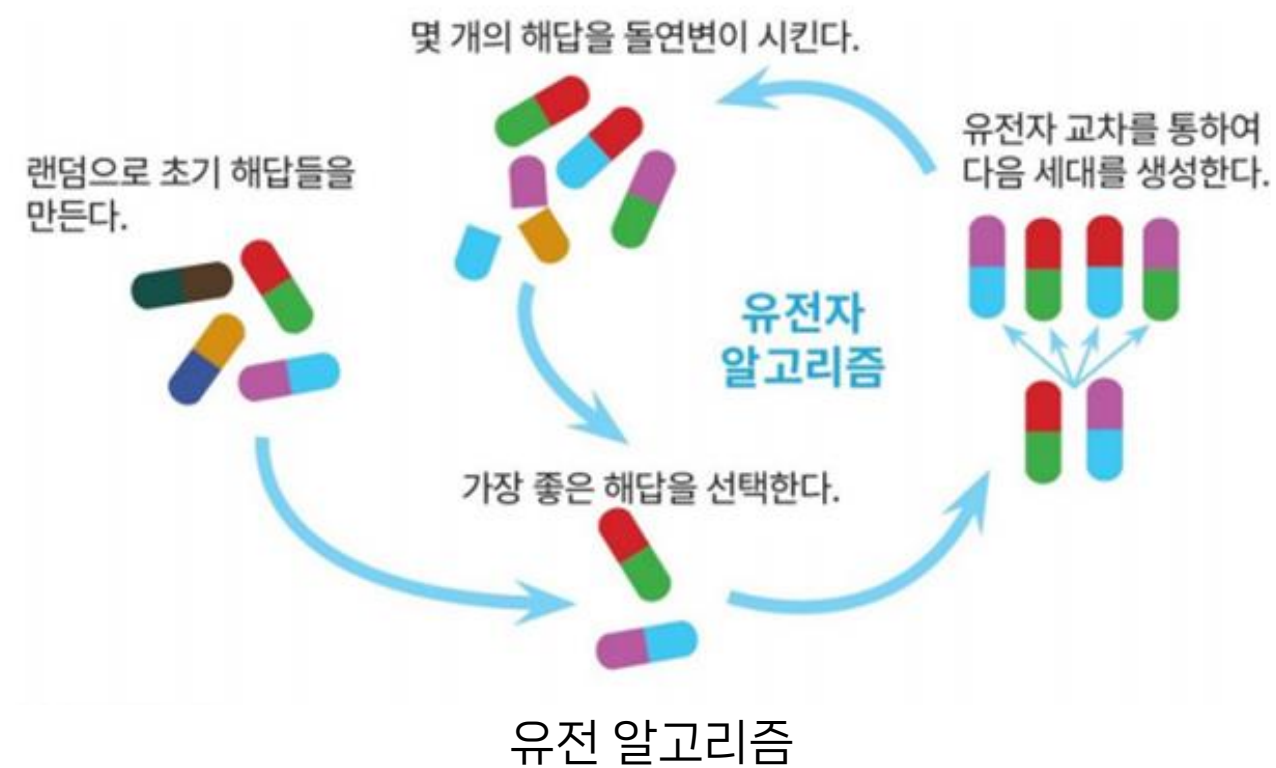 몇 개의 해답을 돌연변이 시킨다.
랜덤으로 초기 해답들을
만든다.
유전자 교차를 통하여
다음 세대를 생성한다.
유전자
알고리즘
가장 좋은 해답을 선택한다.
유전 알고리즘